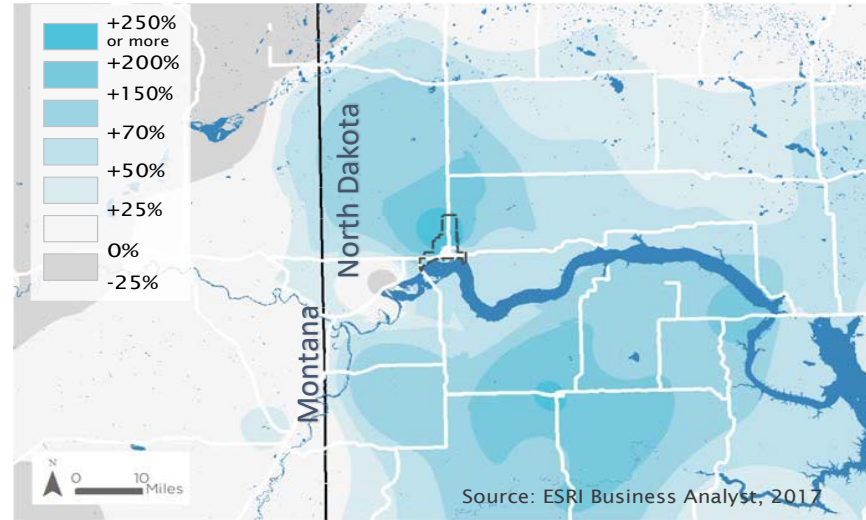 +250%
or more
+200%
+150%
+70%
+50%
+25%
0%
-25%
North Dakota
Montana
N
0 10
Miles
Source: ESRI Business Analyst, 2017